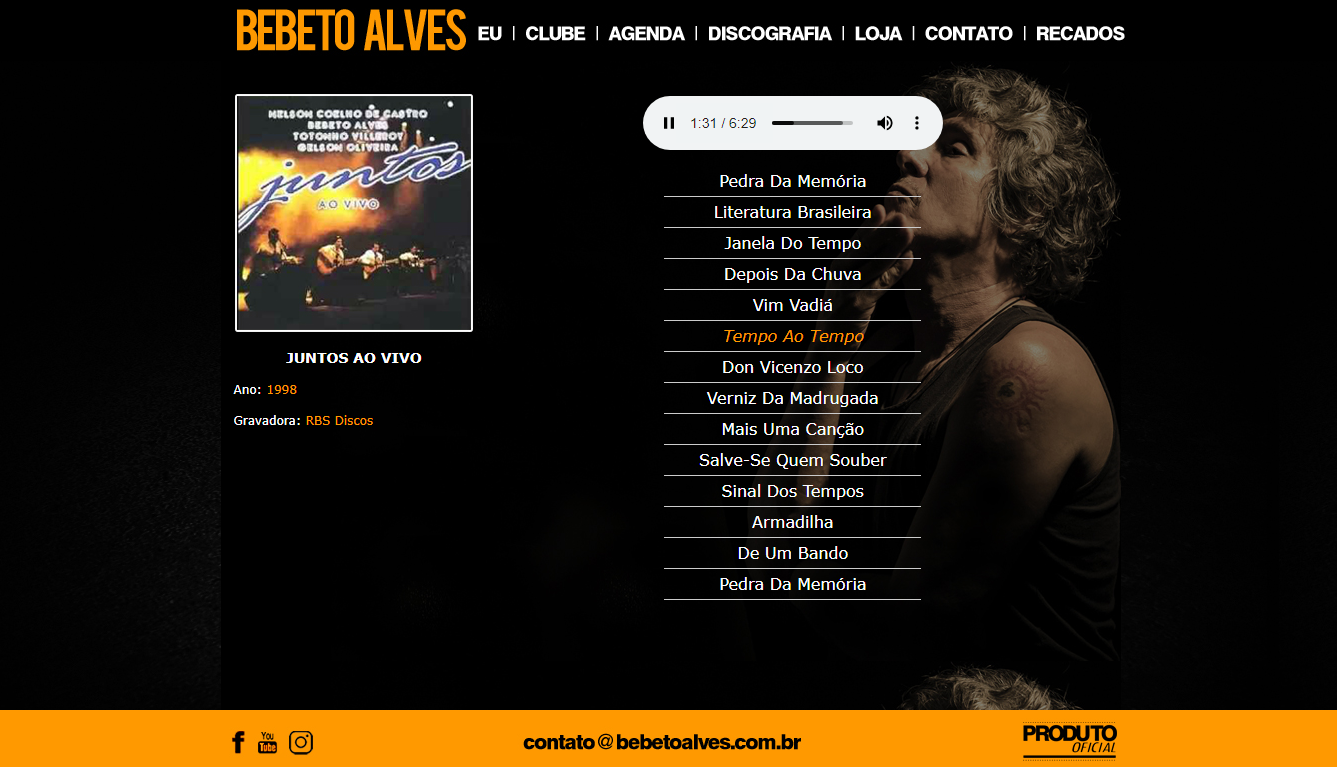 BEBETO ALVES
EU | CLUBE | AGENDA | DISCOGRAFIA | LOJA | CONTATO | RECADOS
NELSON COELHO DE CASTRO
BEBETO ALVES
TOTONHO VILLEROY
GELSON OLIVEIRA
juntos
AO VIVO
JUNTOS AO VIVO
Ano: 1998
Gravadora: RBS Discos
1:31 / 6:29
Pedra Da Memória
Literatura Brasileira
Janela Do Tempo
Depois Da Chuva
Vim Vadiá
Tempo Ao Tempo
Don Vicenzo Loco
Verniz Da Madrugada
Mais Uma Canção
Salve-Se Quem Souber
Sinal Dos Tempos
Armadilha
De Um Bando
Pedra Da Memória
f
You
Tube
contato@bebetoalves.com.br
PRODUTO
OFICIAL